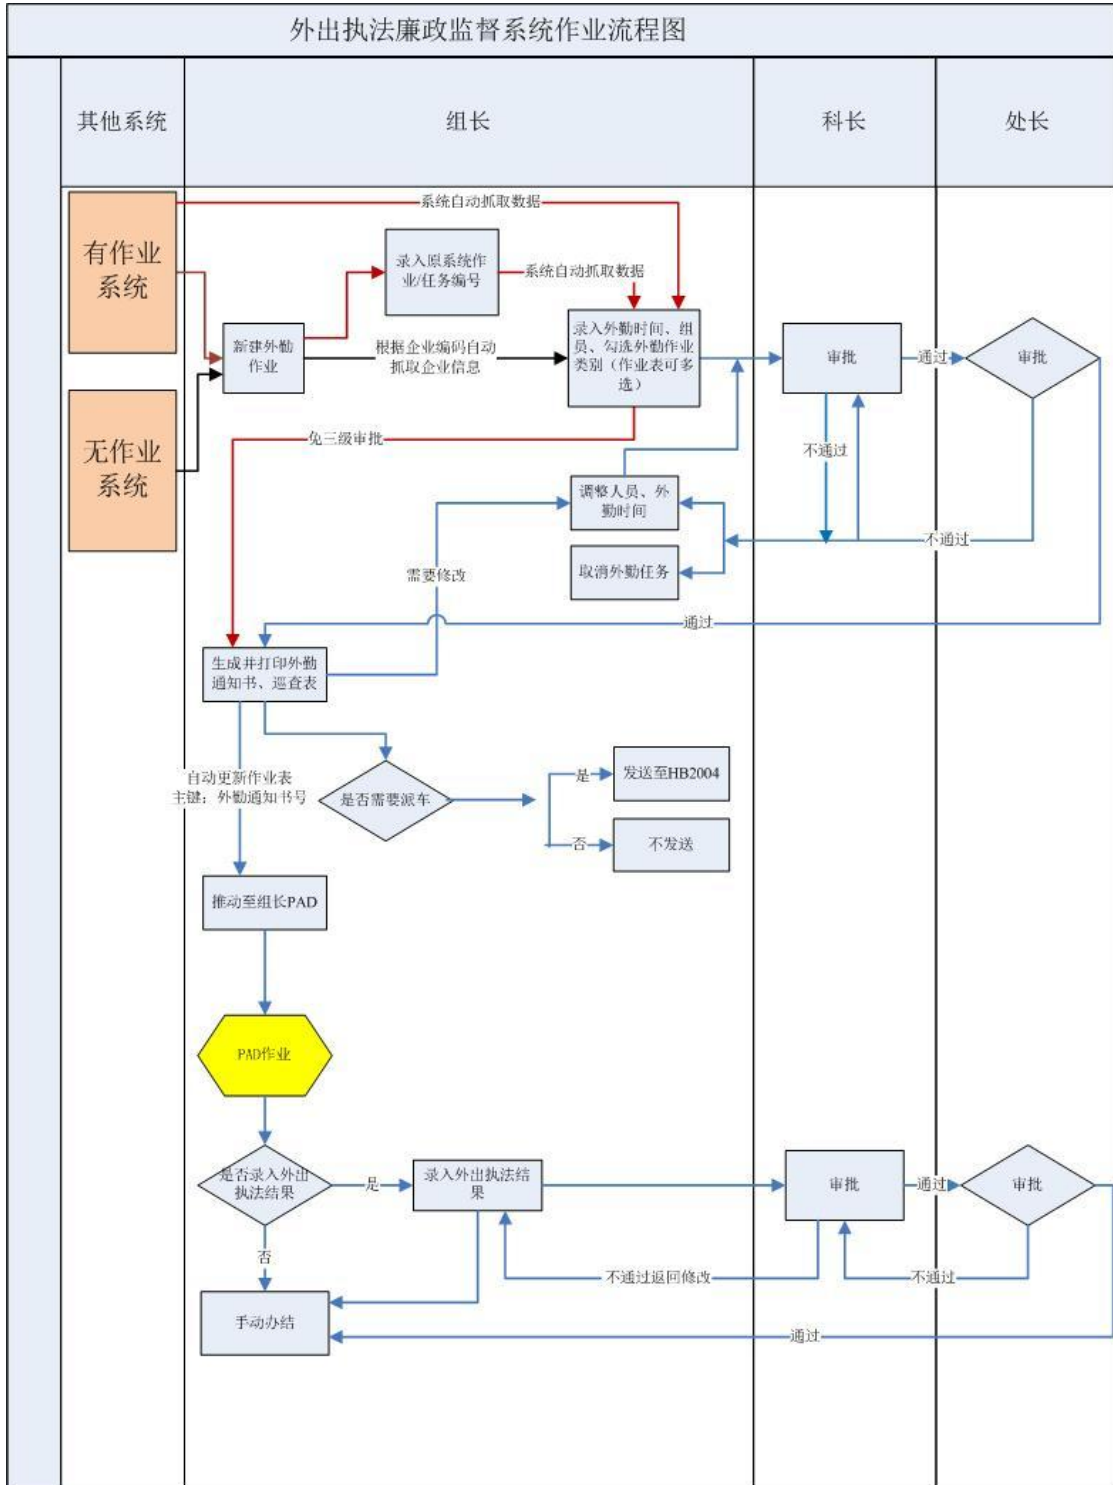 外出执法廉政监督系统作业流程图
其他系统
组长
科长
处长
有作业
系统
系统自动抓取数据
录入原系统作
业/任务编号
系统自动抓取数据
新建外勤
作业
根据企业编码自动
抓取企业信息
录入外勤时间、组
员、勾选外勤作业
类别（作业表可多
选）
审批
通过
审批
无作业
系统
免三级审批
不通过
调整人员、外
勤时间
不通过
取消外勤任务
需要修改
通过
生成并打印外勤
通知书、巡查表
自动更新作业表
主键：外勤通知书号
是否需要派车
是
发送至HB2004
否
不发送
推动至组长PAD
PAD作业
是否录入外出
执法结果
是
录入外出执法结
果
审批
通过
审批
否
不通过返回修改
不通过
手动办结
通过